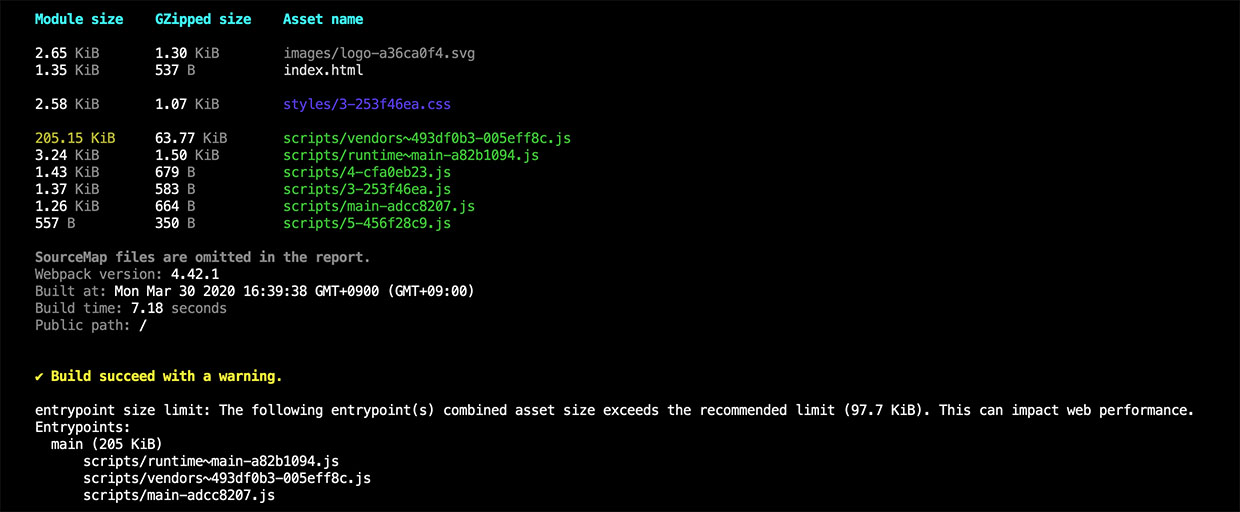 Module size GZipped size Asset name
2.65 KiB 1.30 KiB images/logo-a36ca0f4.svg
1.35 KiB 537 B index.html
2.58 KiB 1.07 KiB styles/3-253f46ea.css
205.15 KiB 63.77 KiB scripts/vendors~493df0b3-005eff8c.js
3.24 KiB 1.50 KiB scripts/runtime~main-a82b1094.js
1.43 KiB 679 B scripts/4-cfa0eb23.js
1.37 KiB 583 B scripts/3-253f46ea.js
1.26 KiB 664 B scripts/main-adcc8207.js
557 B 350 B scripts/5-456f28c9.js
SourceMap files are omitted in the report.
Webpack version: 4.42.1
Built at: Mon Mar 30 2020 16:39:38 GMT+0900 (GMT+09:00)
Build time: 7.18 seconds
Public path: /
✔ Build succeed with a warning.
entrypoint size limit: The following entrypoint(s) combined asset size exceeds the recommended limit (97.7 KiB). This can impact web performance.
Entrypoints:
main (205 KiB)
scripts/runtime~main-a82b1094.js
scripts/vendors~493df0b3-005eff8c.js
scripts/main-adcc8207.js